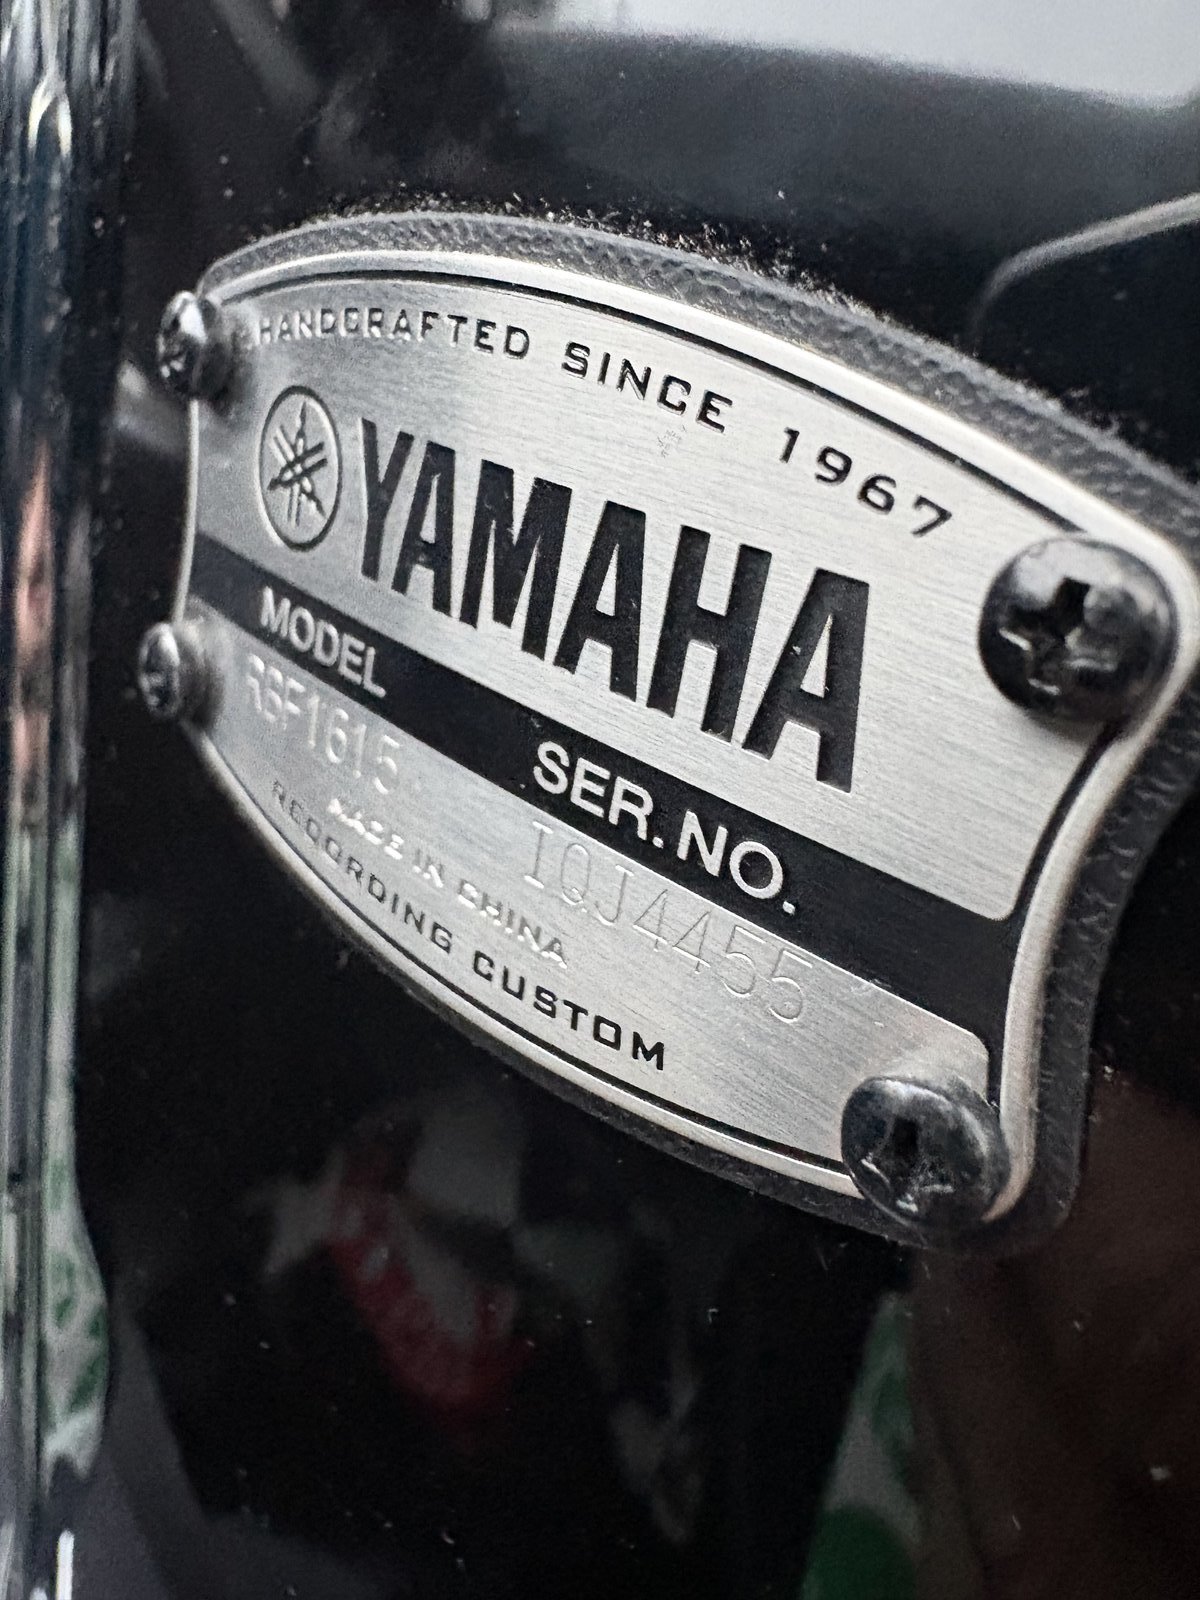 HANDCRAFTED SINCE 1967
YAMAHA
MODEL SER.NO.
RSF1615 IQJ4455
MADE IN CHINA
RECORDING CUSTOM